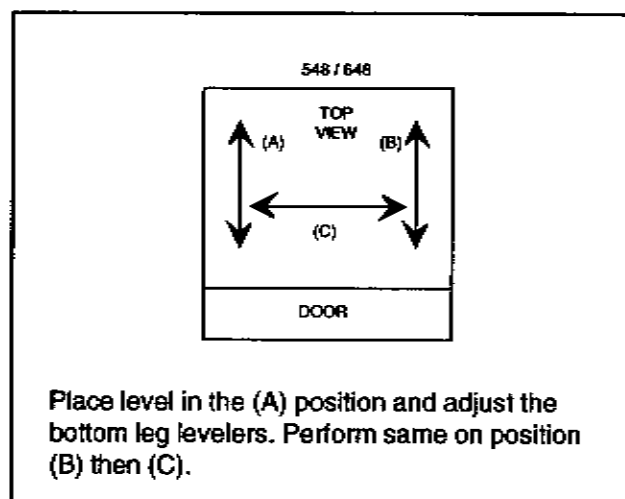 548 / 648
TOP
VIEW
(A)
(B)
(C)
DOOR
Place level in the (A) position and adjust the
bottom leg levelers. Perform same on position
(B) then (C).